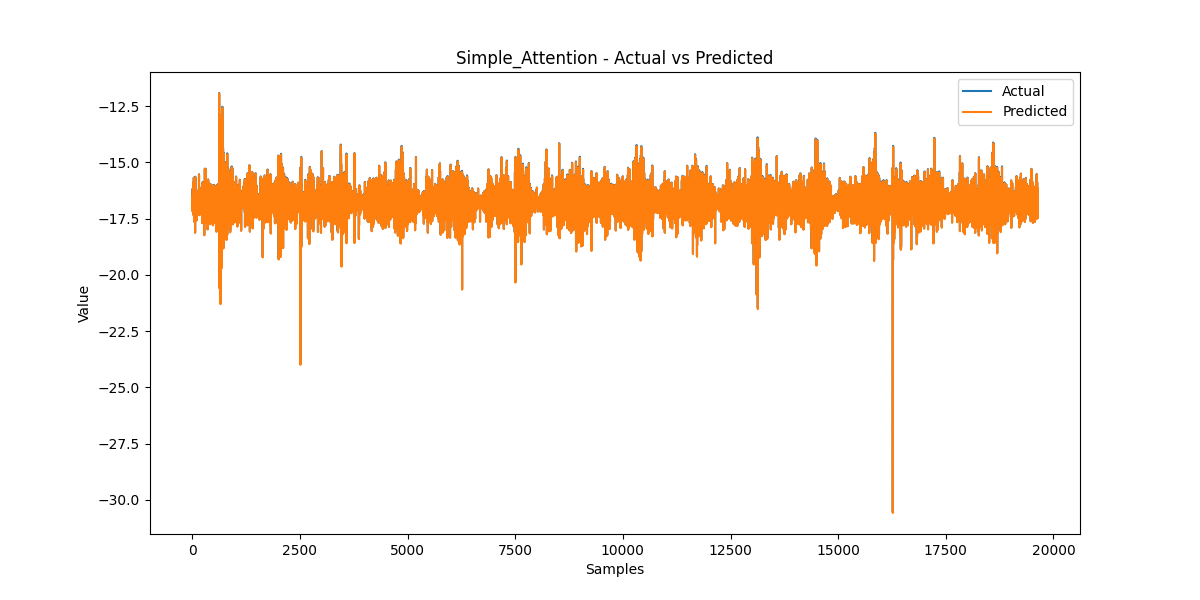 Simple_Attention - Actual vs Predicted
Actual
Predicted
Value
−12.5
−15.0
−17.5
−20.0
−22.5
−25.0
−27.5
−30.0
0 2500 5000 7500 10000 12500 15000 17500 20000
Samples